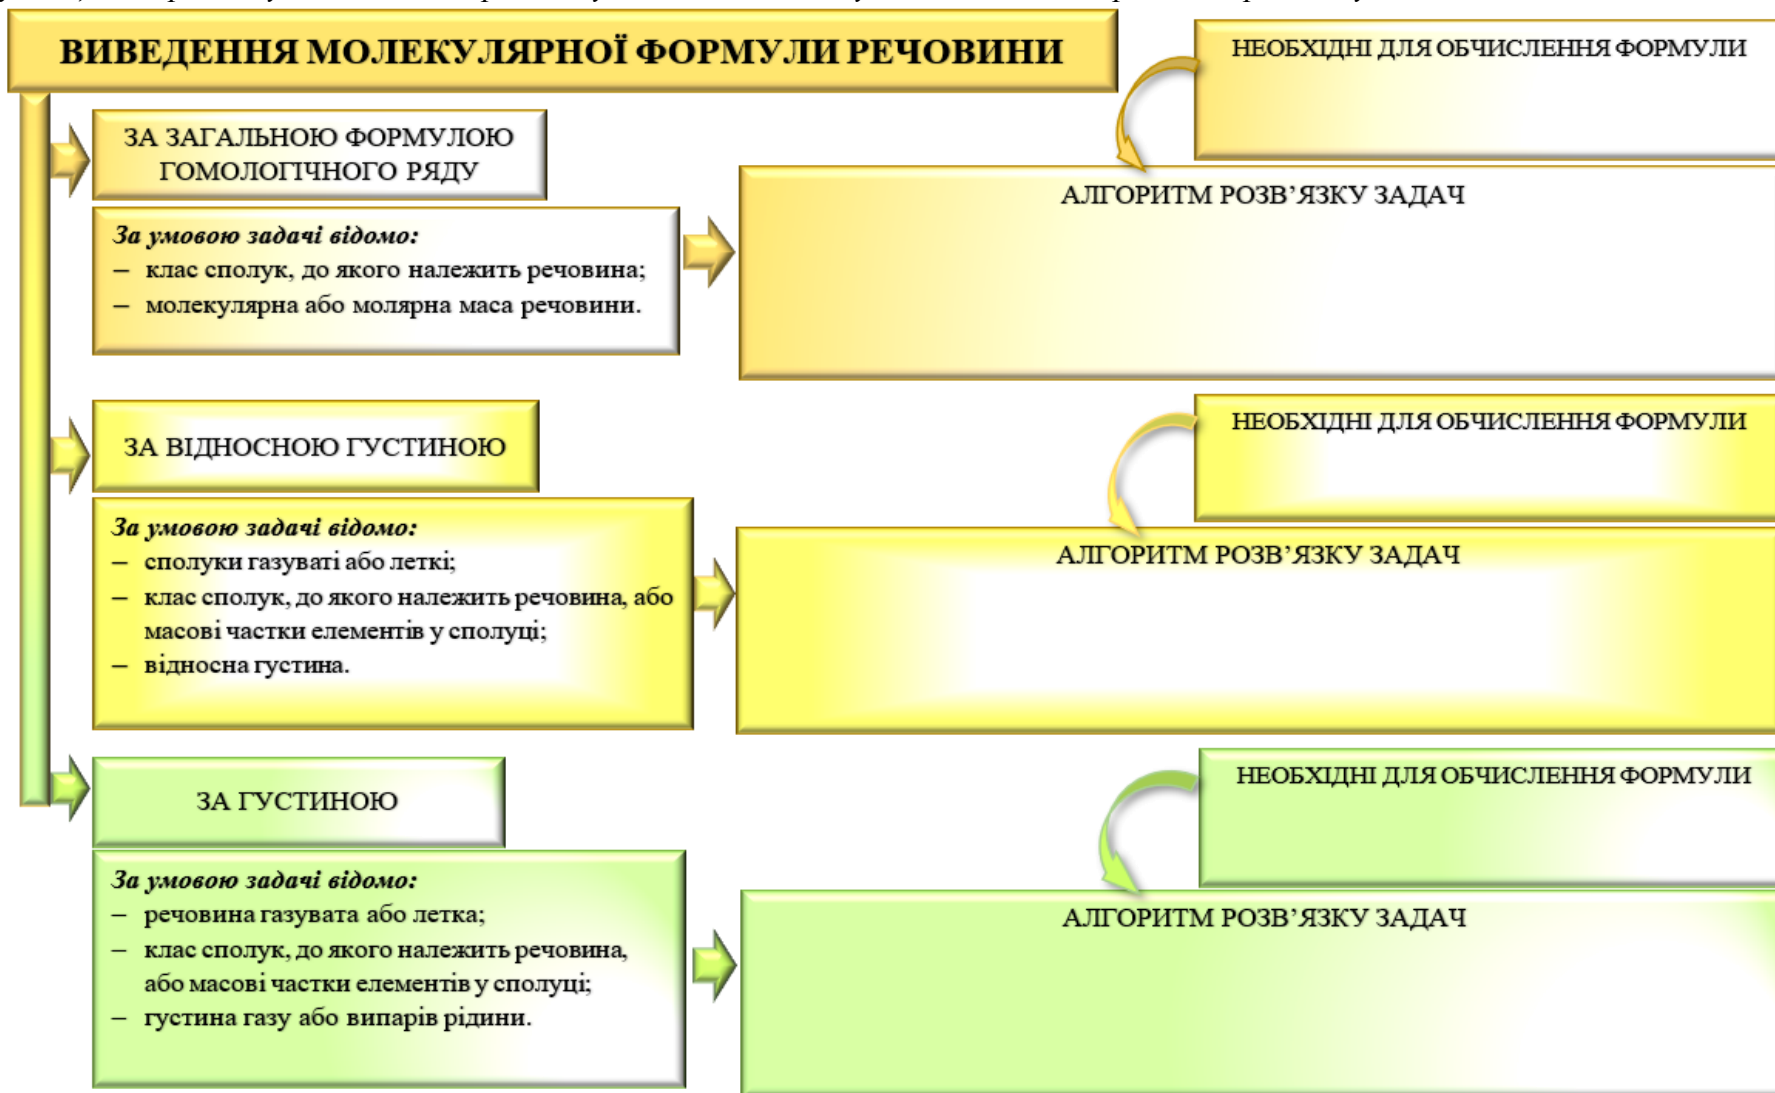 ВИВЕДЕННЯ МОЛЕКУЛЯРНОЇ ФОРМУЛИ РЕЧОВИНИ
НЕОБХІДНІ ДЛЯ ОБЧИСЛЕННЯ ФОРМУЛИ
ЗА ЗАГАЛЬНОЮ ФОРМУЛОЮ
ГОМОЛОГІЧНОГО РЯДУ
АЛГОРИТМ РОЗВ’ЯЗКУ ЗАДАЧ
За умовою задачі відомо:
– клас сполук, до якого належить речовина;
– молекулярна або молярна маса речовини.
НЕОБХІДНІ ДЛЯ ОБЧИСЛЕННЯ ФОРМУЛИ
ЗА ВІДНОСНОЮ ГУСТИНОЮ
За умовою задачі відомо:
– сполуки газуваті або леткі;
– клас сполук, до якого належить речовина, або
масові частки елементів у сполуці;
– відносна густина.
АЛГОРИТМ РОЗВ’ЯЗКУ ЗАДАЧ
НЕОБХІДНІ ДЛЯ ОБЧИСЛЕННЯ ФОРМУЛИ
ЗА ГУСТИНОЮ
За умовою задачі відомо:
– речовина газувата або летка;
– клас сполук, до якого належить речовина,
або масові частки елементів у сполуці;
– густина газу або випарів рідини.
АЛГОРИТМ РОЗВ’ЯЗКУ ЗАДАЧ